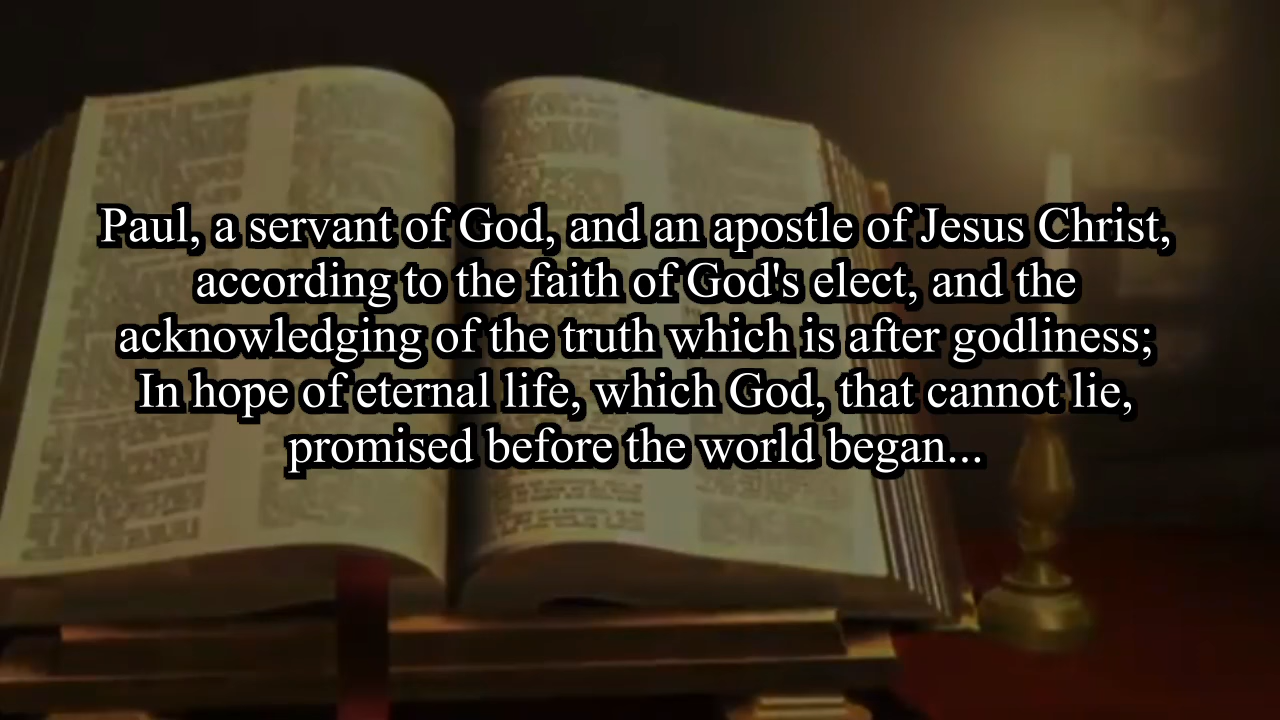 Paul, a servant of God, and an apostle of Jesus Christ,
according to the faith of God's elect, and the
acknowledging of the truth which is after godliness;
In hope of eternal life, which God, that cannot lie,
promised before the world began...